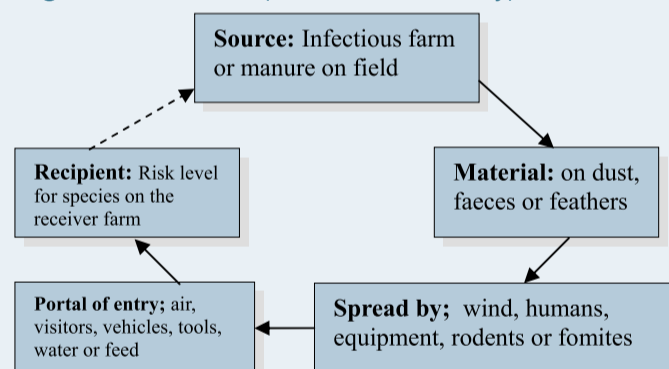 Source: Infectious farm
or manure on field
Recipient: Risk level
for species on the
receiver farm
Material: on dust,
faeces or feathers
Portal of entry; air,
visitors, vehicles, tools,
water or feed
Spread by; wind, humans,
equipment, rodents or fomites